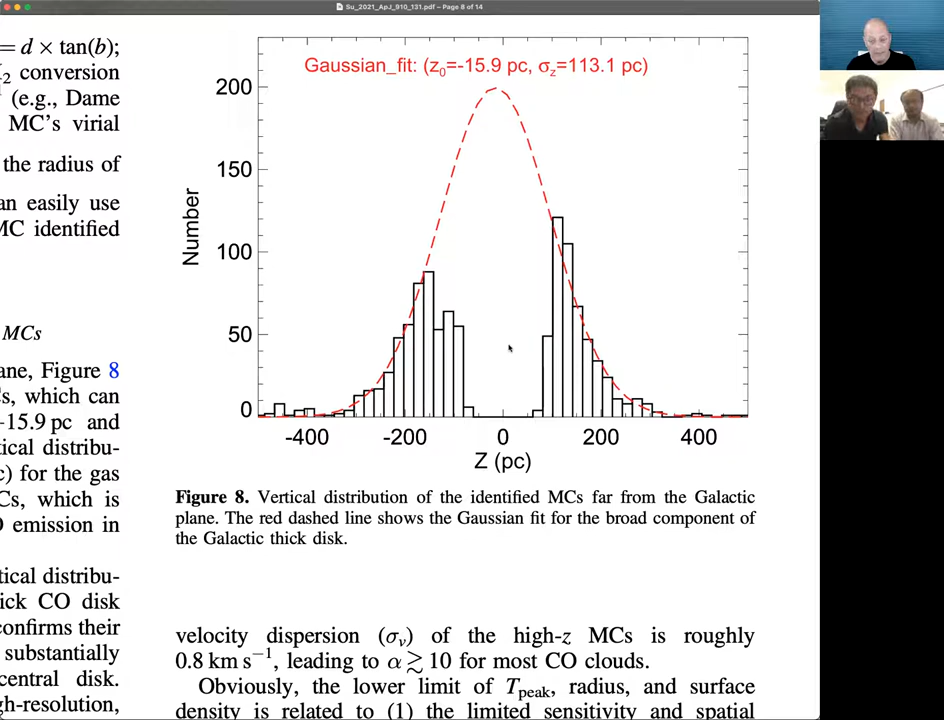 Su_2021_ApJ_910_131.pdf – Page 8 of 14
= d × tan(b);
2 conversion
(e.g., Dame
MC’s virial
the radius of
an easily use
MC identified
MCs
ane, Figure 8
Cs, which can
-15.9 pc and
tical distribu-
c) for the gas
MCs, which is
O emission in
tical distribu-
ick CO disk
confirms their
substantially
central disk.
gh-resolution,
Gaussian_fit: (z₀=-15.9 pc, σ_z=113.1 pc)
200
150
100
50
0
Number
-400
-200
0
200
400
Z (pc)
Figure 8. Vertical distribution of the identified MCs far from the Galactic
plane. The red dashed line shows the Gaussian fit for the broad component of
the Galactic thick disk.
velocity dispersion (σᵥ) of the high-z MCs is roughly
0.8 km s⁻¹, leading to α ≳ 10 for most CO clouds.
Obviously, the lower limit of T_peak, radius, and surface
density is related to (1) the limited sensitivity and spatial